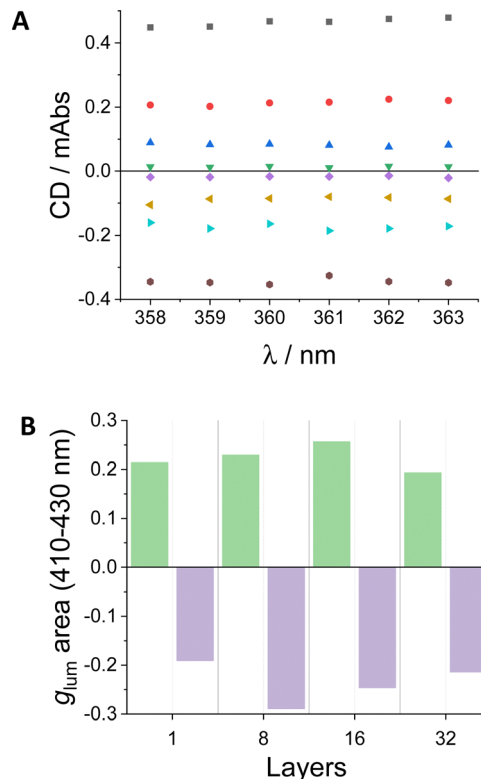 A
CD / mAbs
0.4
0.2
0.0
-0.2
-0.4
358 359 360 361 362 363
λ / nm
B
glum area (410-430 nm)
0.3
0.2
0.1
0.0
-0.1
-0.2
-0.3
1 8 16 32
Layers